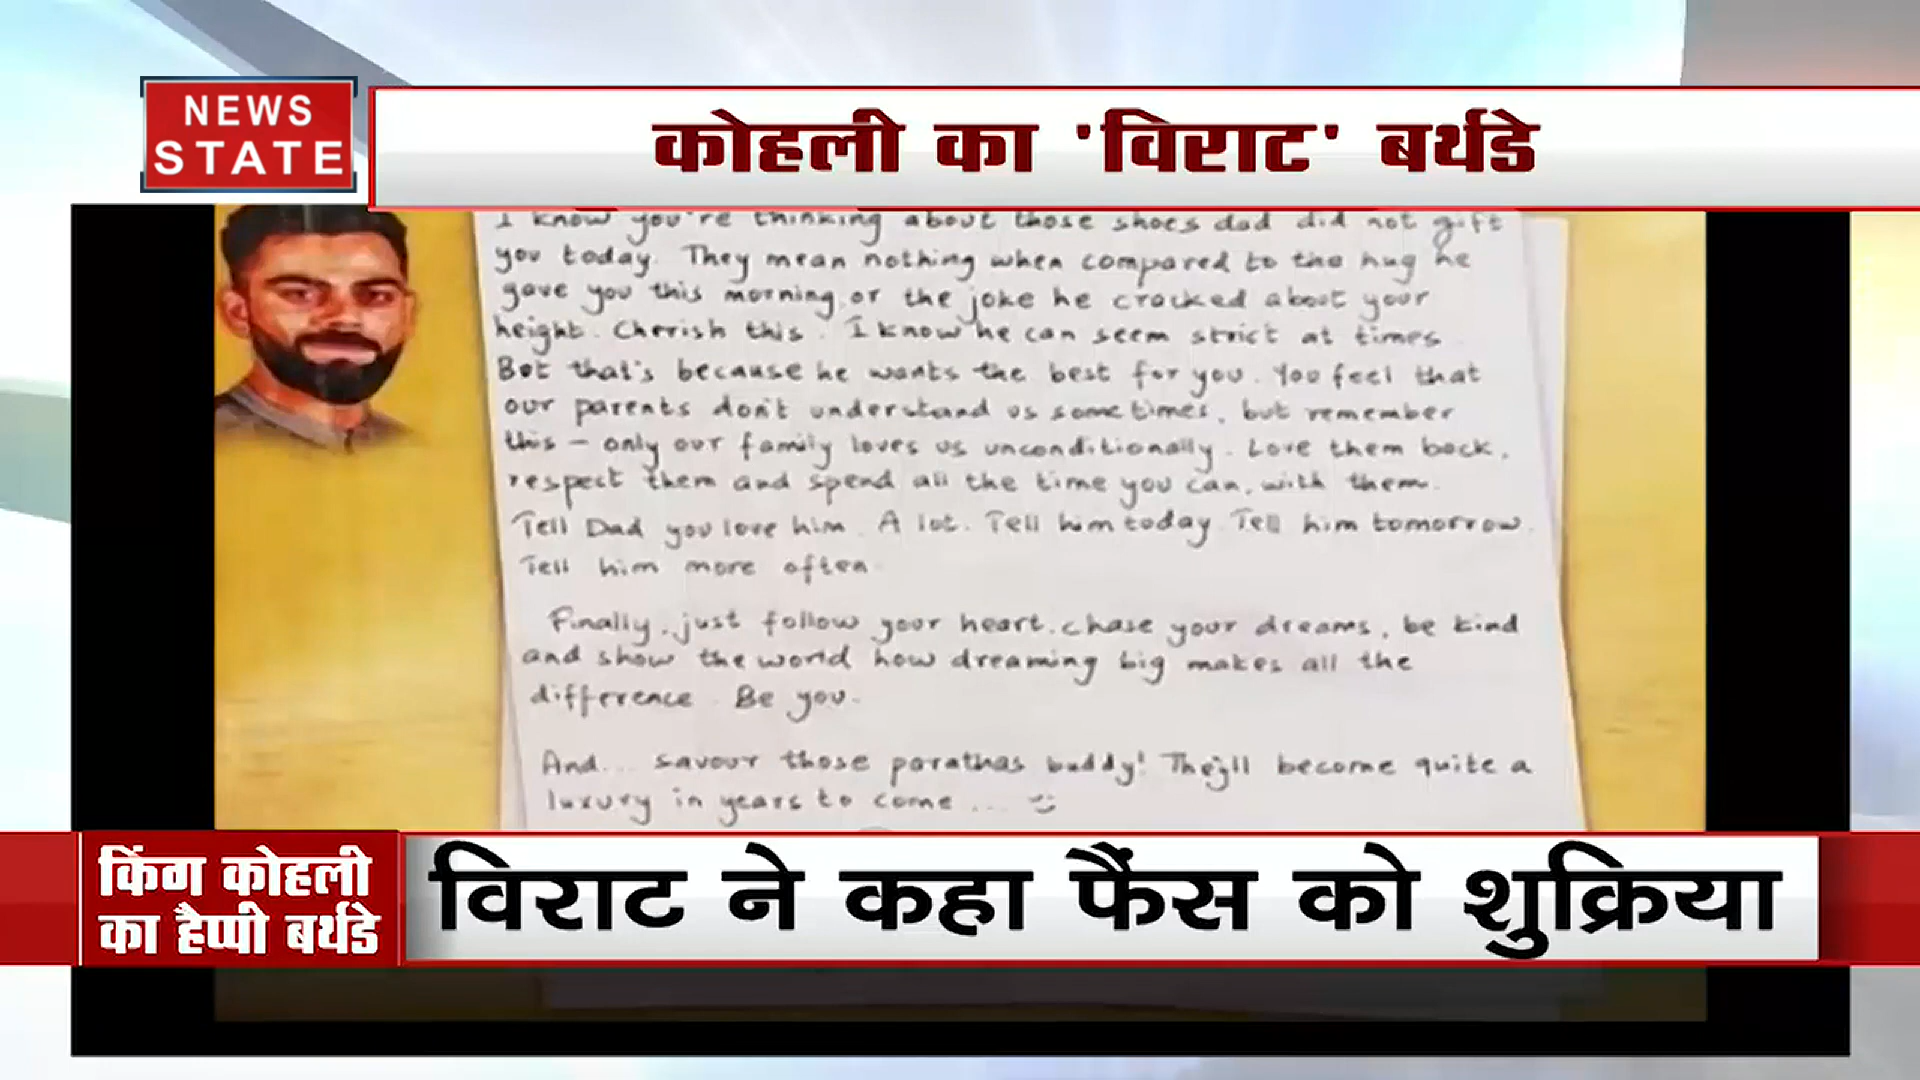 NEWS
STATE
कोहली का 'विराट' बर्थडे
I know you're thinking about those shoes dad did not gift
you today. They mean nothing when compared to the hug he
gave you this morning or the joke he cracked about your
height. Cherish this. I know he can seem strict at times.
But that's because he wants the best for you. You feel that
our parents don't understand us sometimes, but remember
this - only our family loves us unconditionally. Love them back,
respect them and spend all the time you can, with them.
Tell Dad you love him. A lot. Tell him today. Tell him tomorrow.
Tell him more often.
Finally, just follow your heart, chase your dreams, be kind
and show the world how dreaming big makes all the
difference. Be you.
And... savour those parathas buddy! They'll become quite a
luxury in years to come ...
किंग कोहली
का हैप्पी बर्थडे
विराट ने कहा फैंस को शुक्रिया